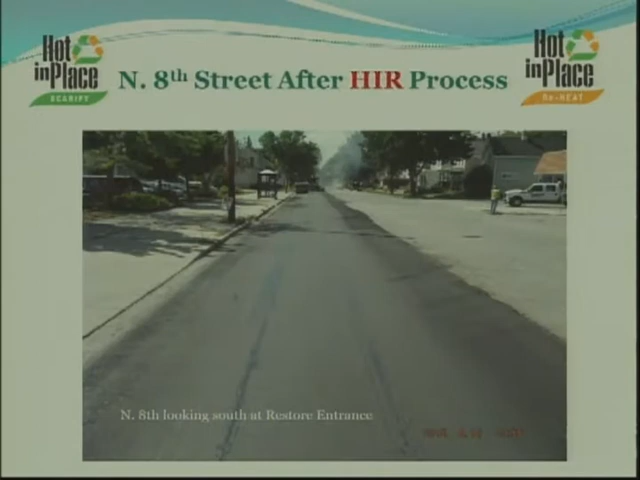 Hot
inPlace
SCARIFY
N. 8th Street After HIR Process
Hot
inPlace
Re-HEAT
N. 8th looking south at Restore Entrance